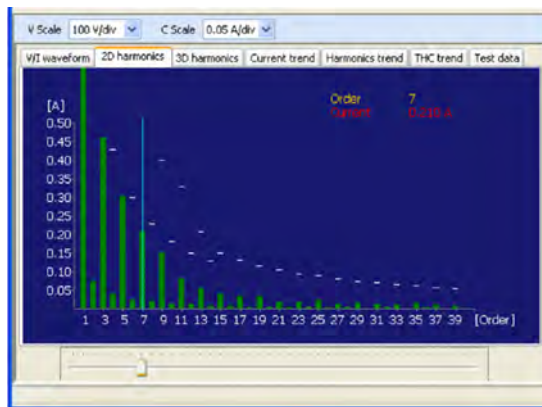 V Scale 100 V/div C Scale 0.05 A/div
V/I waveform 2D harmonics 3D harmonics Current trend Harmonics trend THC trend Test data
Order 7
[A]
0.50
0.45
0.40
0.35
0.30
0.25
0.20
0.15
0.10
0.05
1 3 5 7 9 11 13 15 17 19 21 23 25 27 29 31 33 35 37 39 [Order]